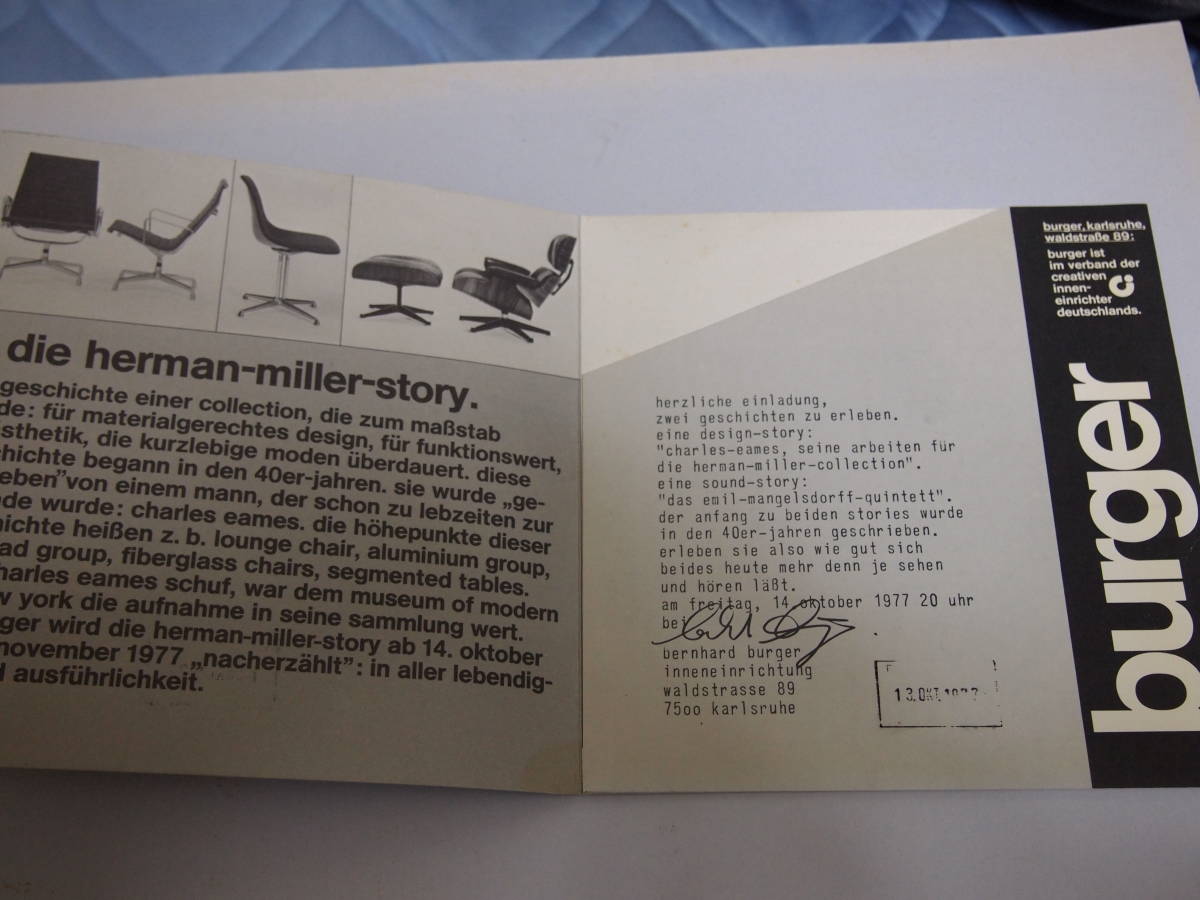 die herman-miller-story.
geschichte einer collection, die zum maßstab
de: für materialgerechtes design, für funktionswert,
sthetik, die kurzlebige moden überdauert. diese
chichte begann in den 40er-jahren. sie wurde „ge-
eben" von einem mann, der schon zu lebzeiten zur
nde wurde: charles eames. die höhepunkte dieser
hichte heißen z. b. lounge chair, aluminium group,
ad group, fiberglass chairs, segmented tables.
harles eames schuf, war dem museum of modern
w york die aufnahme in seine sammlung wert.
ger wird die herman-miller-story ab 14. oktober
november 1977 „nacherzählt": in aller lebendig-
d ausführlichkeit.
herzliche einladung,
zwei geschichten zu erleben.
eine design-story:
"charles-eames, seine arbeiten für
die herman-miller-collection".
eine sound-story:
"das emil-mangelsdorff-quintett".
der anfang zu beiden stories wurde
in den 40er-jahren geschrieben.
erleben sie also wie gut sich
beides heute mehr denn je sehen
und hören läßt.
am freitag, 14.oktober 1977 20 uhr
bei
bernhard burger
inneneinrichtung
waldstrasse 89
75oo karlsruhe
13.OKT.1977
burger, karlsruhe,
waldstraße 89:
burger ist
im verband der
creativen
innen-
einrichter
deutschlands.
burger